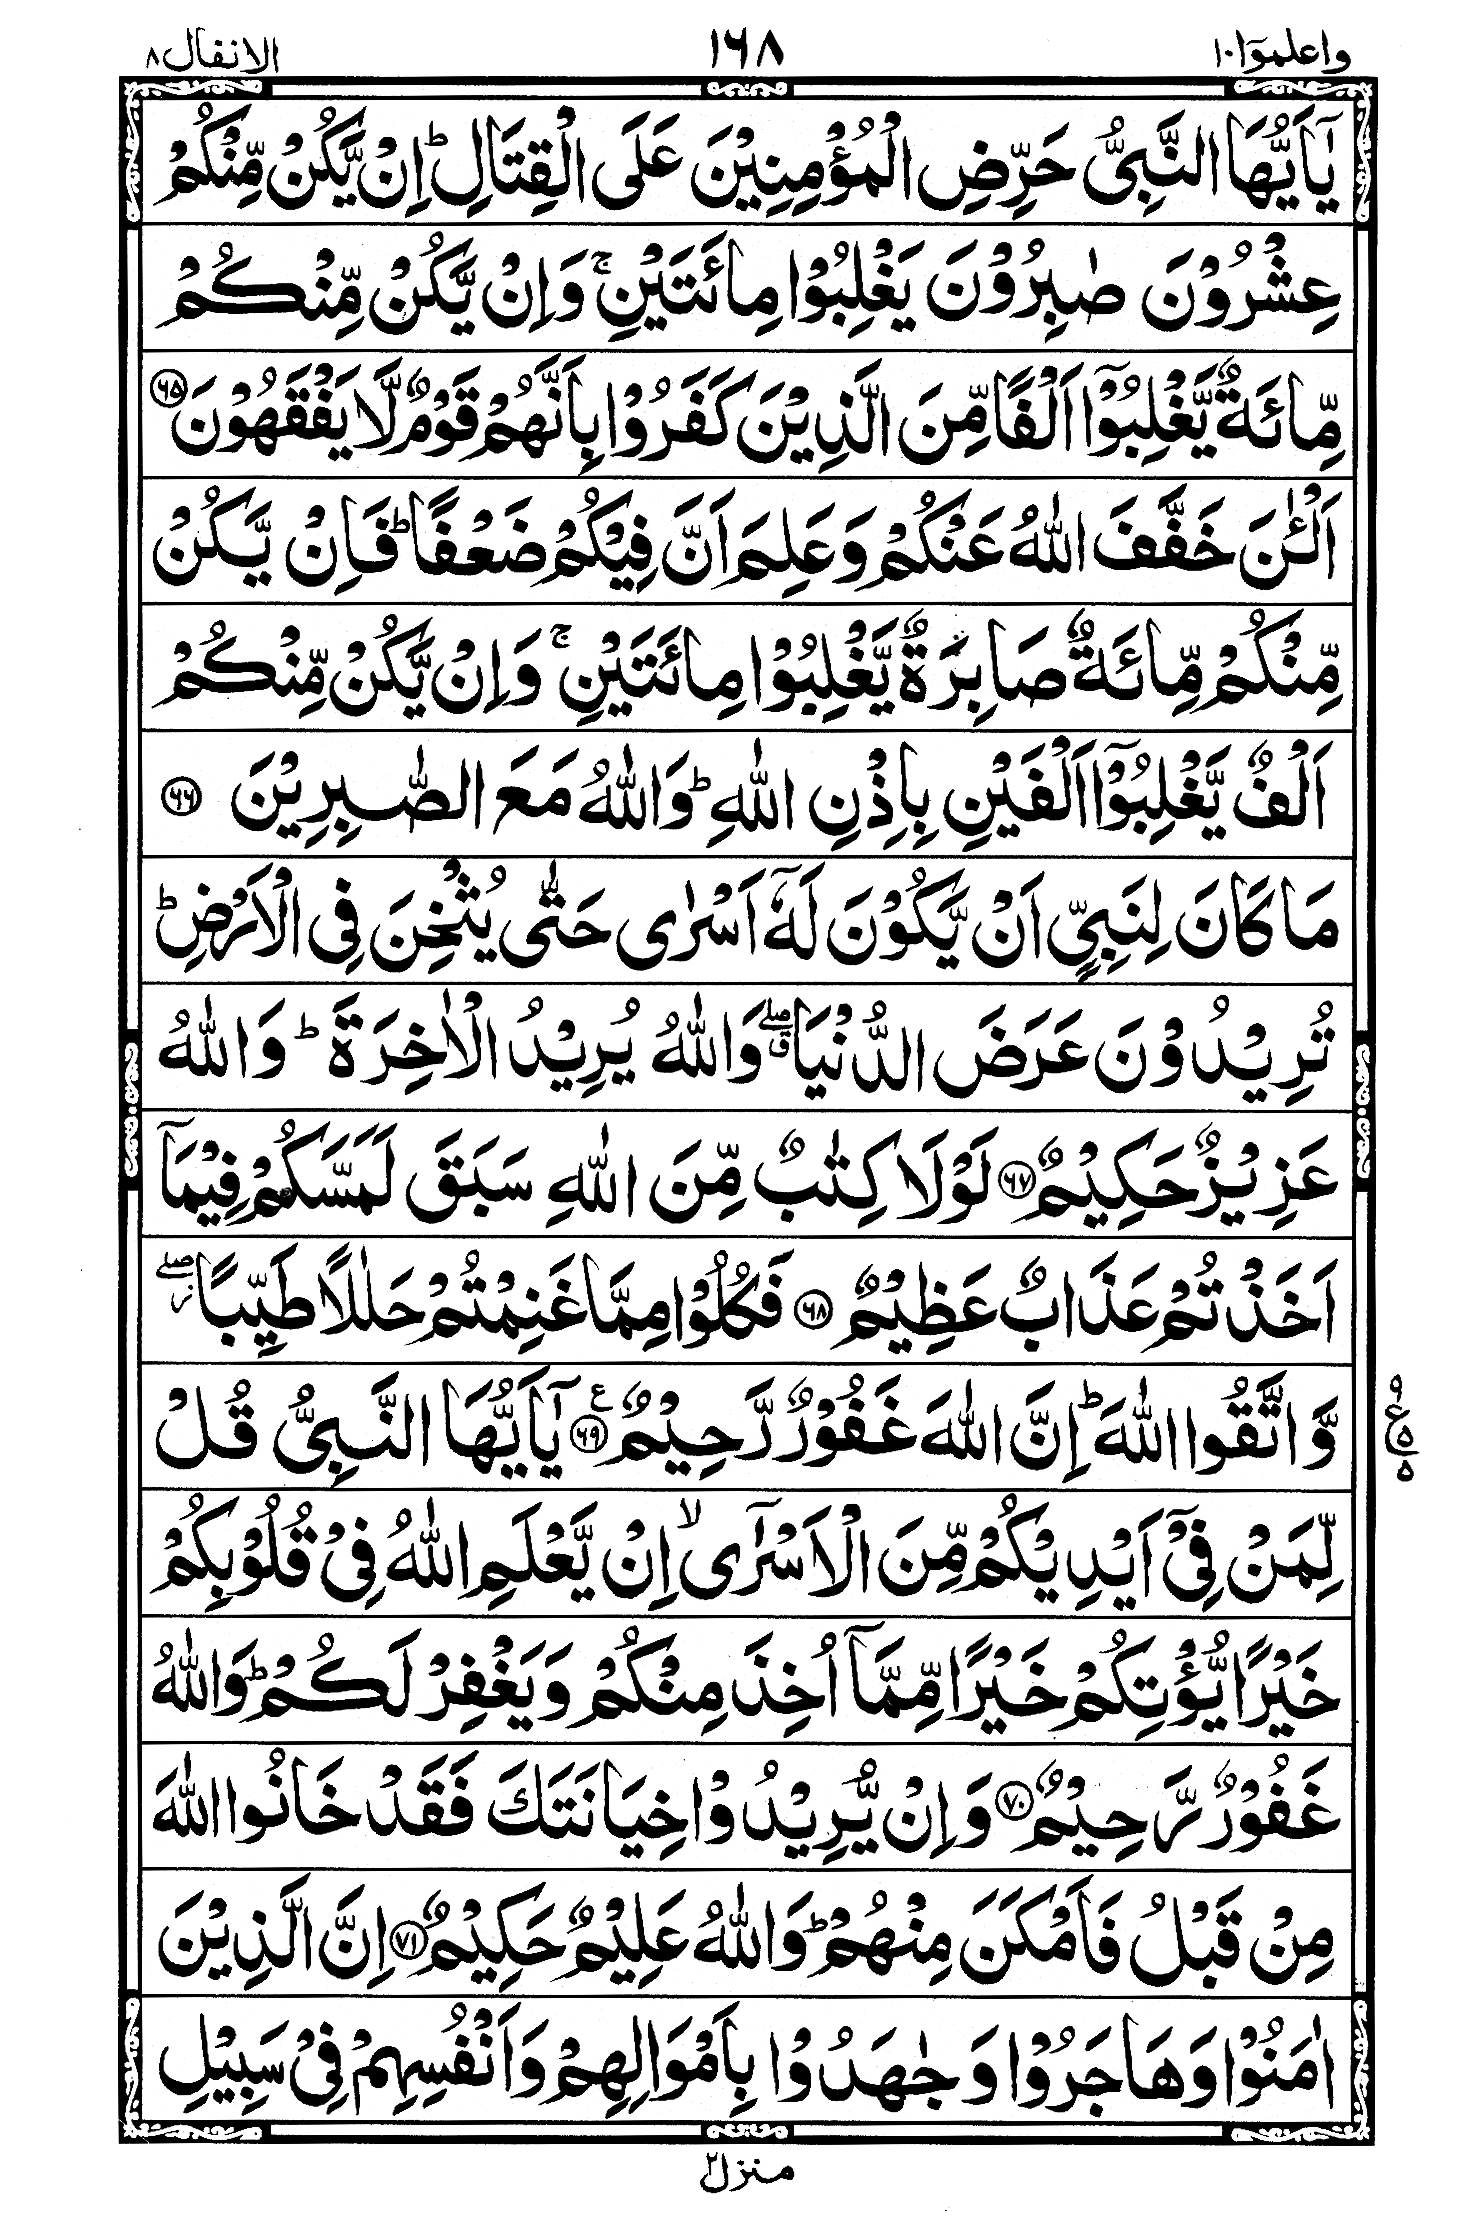 واعلموا ١٠ ١٦٨ الانفال ٨
يٰۤاَيُّهَا النَّبِىُّ حَرِّضِ الْمُؤْمِنِيْنَ عَلَى الْقِتَالِ ؕ اِنْ يَّكُنْ مِّنْكُمْ
عِشْرُوْنَ صٰبِرُوْنَ يَغْلِبُوْا مِائَتَيْنِ ۚ وَاِنْ يَّكُنْ مِّنْكُمْ
مِّائَةٌ يَّغْلِبُوْۤا اَلْفًا مِّنَ الَّذِيْنَ كَفَرُوْا بِاَنَّهُمْ قَوْمٌ لَّا يَفْقَهُوْنَ ﴿٦٥﴾
اَلْئٰنَ خَفَّفَ اللّٰهُ عَنْكُمْ وَعَلِمَ اَنَّ فِيْكُمْ ضَعْفًا ؕ فَاِنْ يَّكُنْ
مِّنْكُمْ مِّائَةٌ صَابِرَةٌ يَّغْلِبُوْا مِائَتَيْنِ ۚ وَاِنْ يَّكُنْ مِّنْكُمْ
اَلْفٌ يَّغْلِبُوْۤا اَلْفَيْنِ بِاِذْنِ اللّٰهِ ؕ وَاللّٰهُ مَعَ الصّٰبِرِيْنَ ﴿٦٦﴾
مَا كَانَ لِنَبِيٍّ اَنْ يَّكُوْنَ لَهٗۤ اَسْرٰى حَتّٰى يُثْخِنَ فِى الْاَرْضِ ؕ
تُرِيْدُوْنَ عَرَضَ الدُّنْيَا ۖۗ وَاللّٰهُ يُرِيْدُ الْاٰخِرَةَ ؕ وَاللّٰهُ
عَزِيْزٌ حَكِيْمٌ ﴿٦٧﴾ لَوْلَا كِتٰبٌ مِّنَ اللّٰهِ سَبَقَ لَمَسَّكُمْ فِيْمَاۤ
اَخَذْتُمْ عَذَابٌ عَظِيْمٌ ﴿٦٨﴾ فَكُلُوْا مِمَّا غَنِمْتُمْ حَلٰلًا طَيِّبًا ۖ ز
وَّاتَّقُوا اللّٰهَ ؕ اِنَّ اللّٰهَ غَفُوْرٌ رَّحِيْمٌ ﴿٦٩﴾ ع يٰۤاَيُّهَا النَّبِىُّ قُلْ
٩ ع ٥ ٥
لِّمَنْ فِىْۤ اَيْدِيْكُمْ مِّنَ الْاَسْرٰٓى ۙ اِنْ يَّعْلَمِ اللّٰهُ فِىْ قُلُوْبِكُمْ
خَيْرًا يُّؤْتِكُمْ خَيْرًا مِّمَّاۤ اُخِذَ مِنْكُمْ وَيَغْفِرْ لَكُمْ ؕ وَاللّٰهُ
غَفُوْرٌ رَّحِيْمٌ ﴿٧٠﴾ وَاِنْ يُّرِيْدُوْا خِيَانَتَكَ فَقَدْ خَانُوا اللّٰهَ
مِنْ قَبْلُ فَاَمْكَنَ مِنْهُمْ ؕ وَاللّٰهُ عَلِيْمٌ حَكِيْمٌ ﴿٧١﴾ اِنَّ الَّذِيْنَ
اٰمَنُوْا وَهَاجَرُوْا وَجٰهَدُوْا بِاَمْوَالِهِمْ وَاَنْفُسِهِمْ فِىْ سَبِيْلِ
منزل ٢